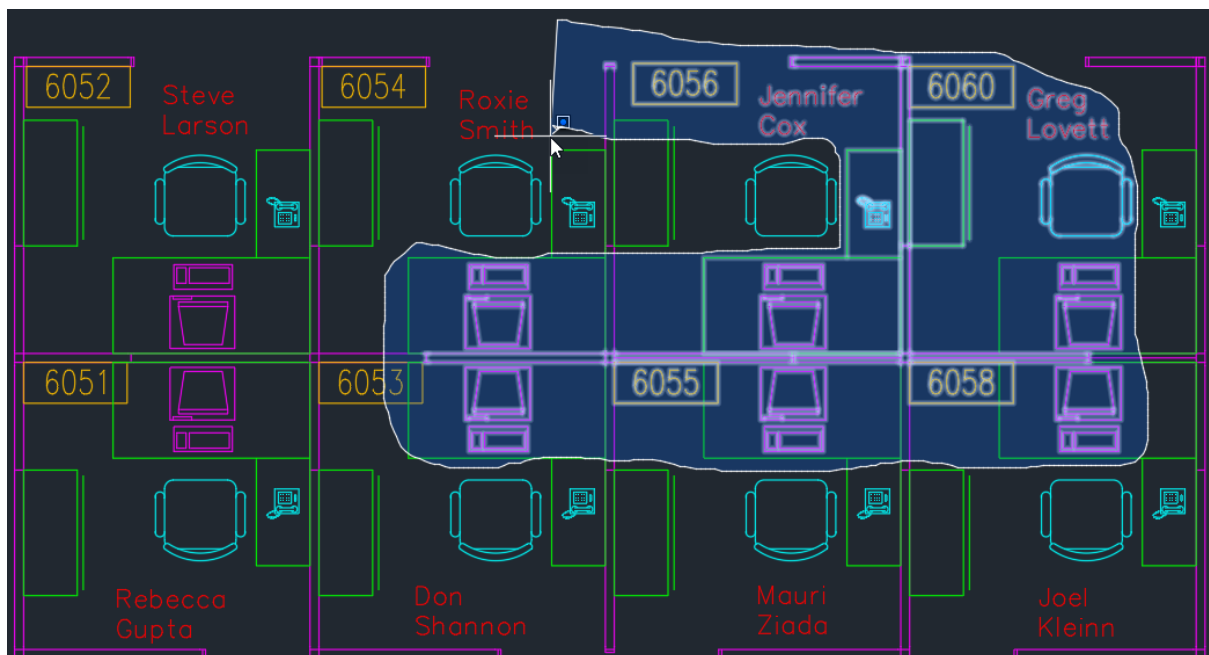 6052
Steve
Larson
6054
Roxie
Smith
6056
Jennifer
Cox
6060
Greg
Lovett
6051
6053
6055
6058
Rebecca
Gupta
Don
Shannon
Mauri
Ziada
Joel
Kleinn